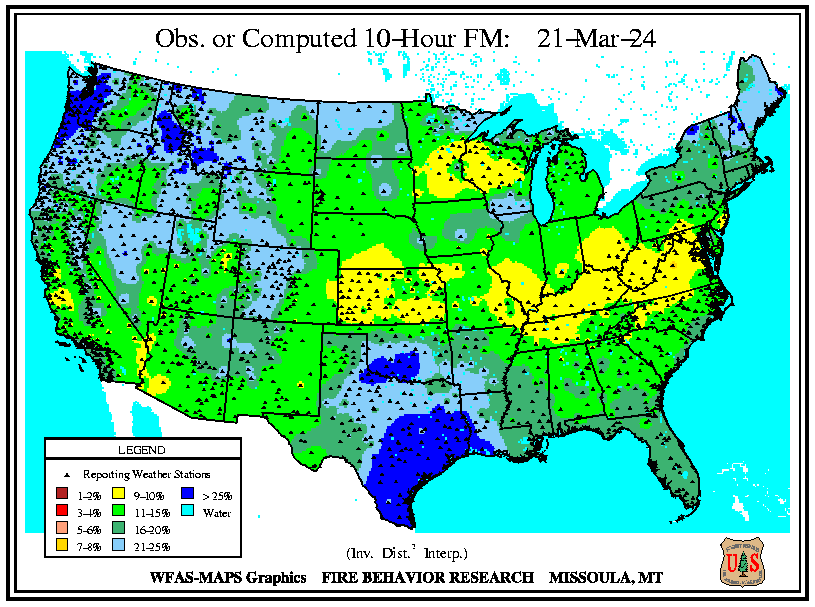 Obs. or Computed 10-Hour FM: 21-Mar-24
LEGEND
Reporting Weather Stations
1-2% 9-10% > 25%
3-4% 11-15% Water
5-6% 16-20%
7-8% 21-25%
(Inv. Dist.² Interp.)
WFAS-MAPS Graphics FIRE BEHAVIOR RESEARCH MISSOULA, MT
U S